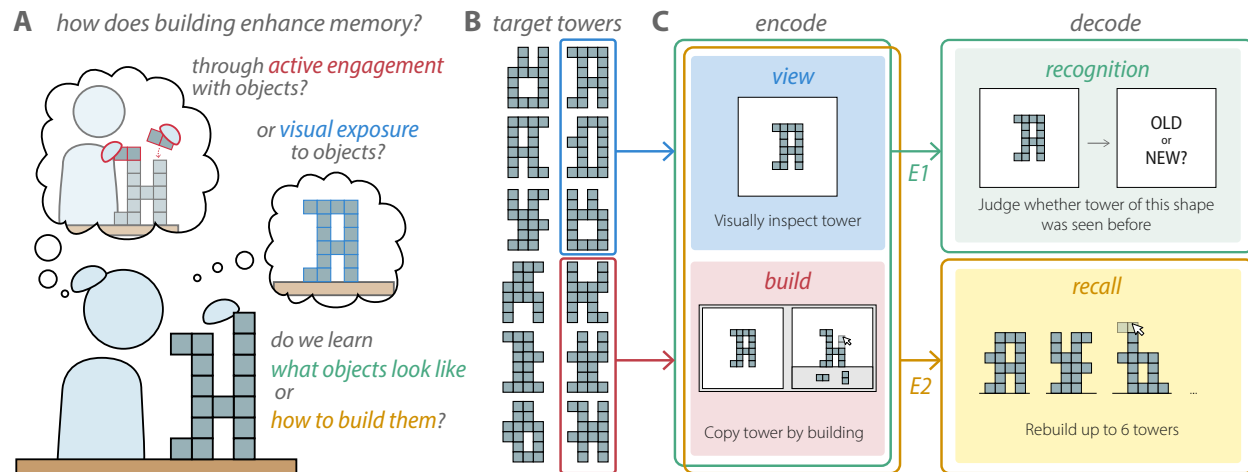 A how does building enhance memory?
through active engagement
with objects?
or visual exposure
to objects?
do we learn
what objects look like
or
how to build them?
B target towers
C encode
decode
view
Visually inspect tower
build
Copy tower by building
E1
E2
recognition
OLD
or
NEW?
Judge whether tower of this shape
was seen before
recall
...
Rebuild up to 6 towers